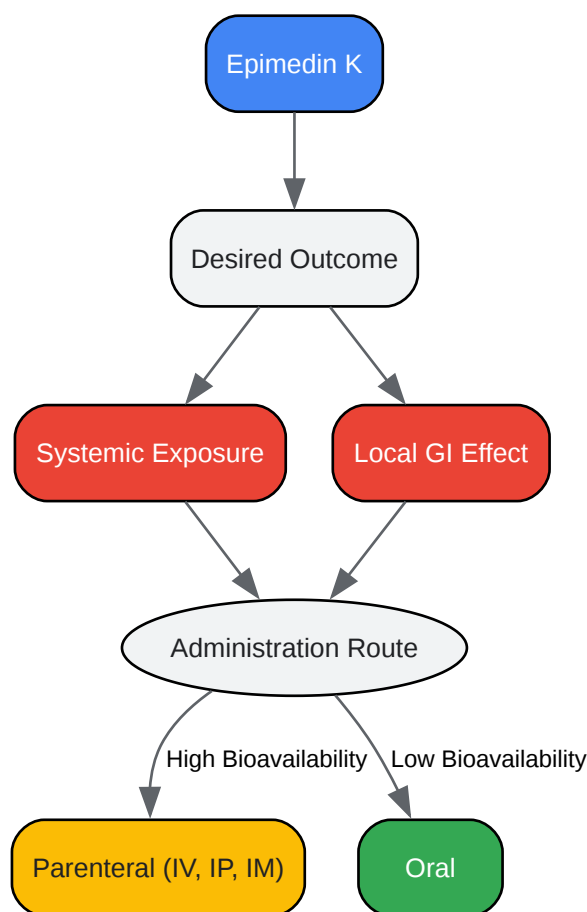 Epimedin K
Desired Outcome
Systemic Exposure
Local GI Effect
Administration Route
High Bioavailability
Low Bioavailability
Parenteral (IV, IP, IM)
Oral